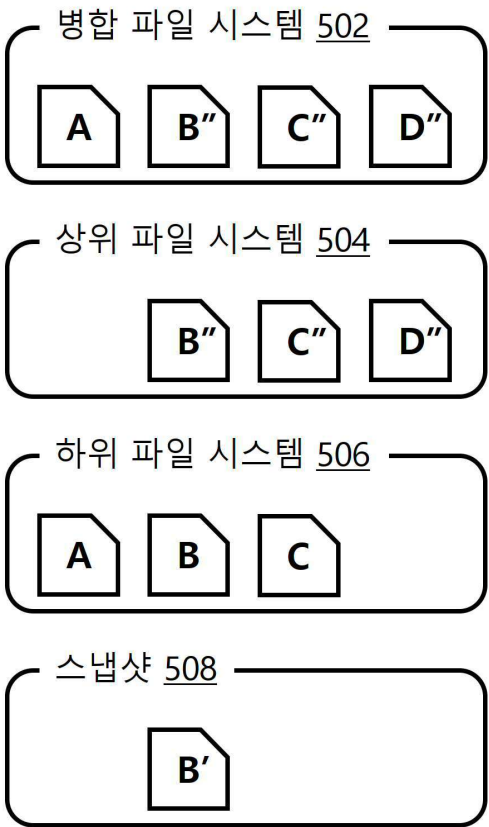 병합 파일 시스템 502
A B″ C″ D″
상위 파일 시스템 504
B″ C″ D″
하위 파일 시스템 506
A B C
스냅샷 508
B′